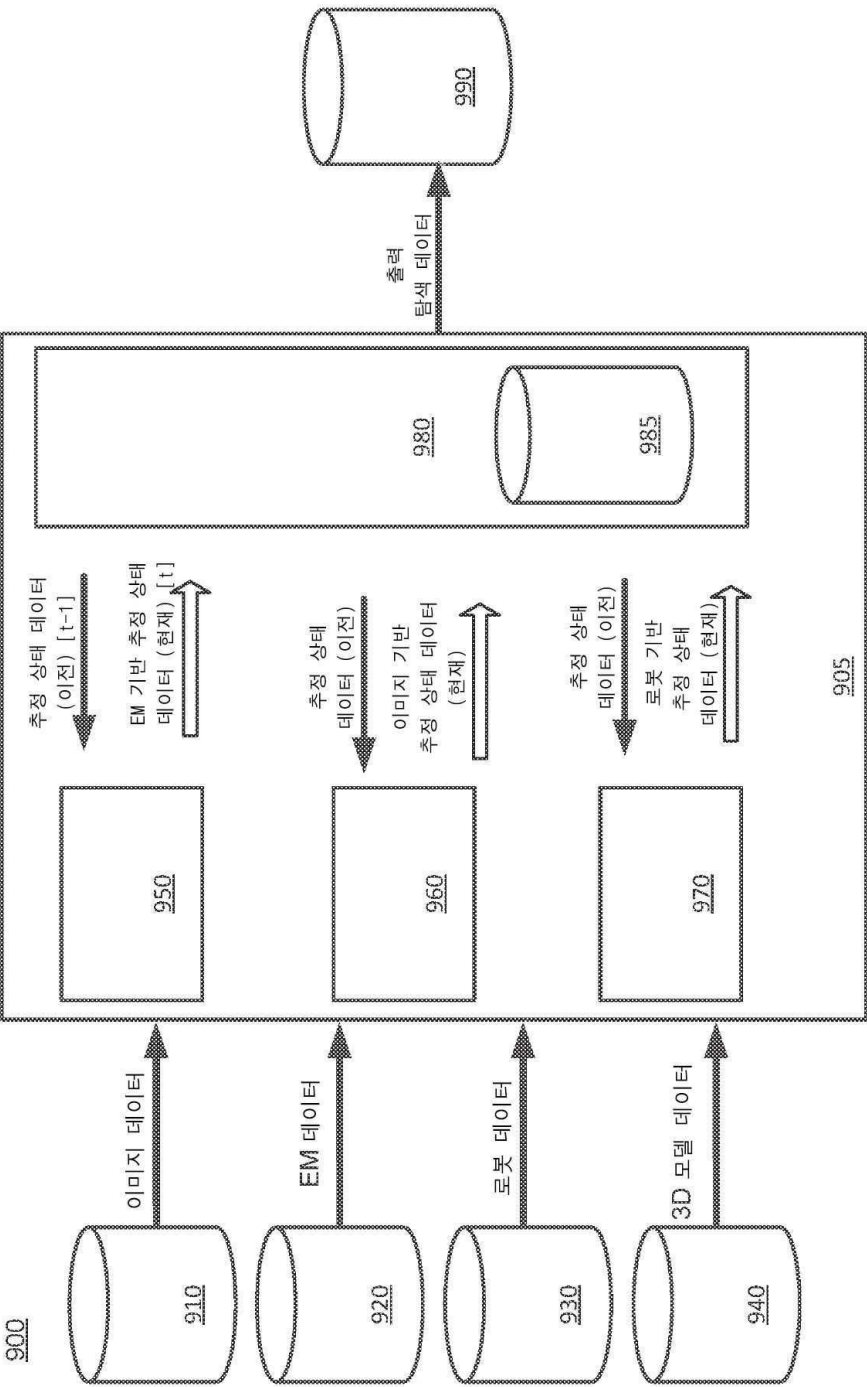 900
910
이미지 데이터
920
EM 데이터
930
로봇 데이터
940
3D 모델 데이터
905
950
추정 상태 데이터
(이전) [t-1]
EM 기반 추정 상태
데이터 (현재) [t]
960
추정 상태
데이터 (이전)
이미지 기반
추정 상태 데이터
(현재)
970
추정 상태
데이터 (이전)
로봇 기반
추정 상태
데이터 (현재)
980
985
출력
탐색 데이터
990